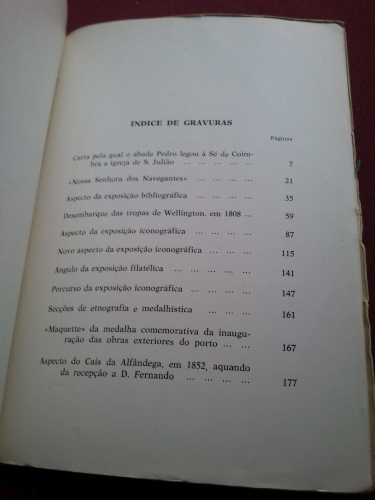 INDICE DE GRAVURAS
Páginas
Carta pela qual o abade Pedro legou à Sé de Coim-
bra a igreja de S. Julião ... ... ... ... ... 7
«Nossa Senhora dos Navegantes» ... ... ... ... 21
Aspecto da exposição bibliográfica ... ... ... ... 35
Desembarque das tropas de Wellington, em 1808 ... 59
Aspecto da exposição iconográfica ... ... ... ... 87
Novo aspecto da exposição iconográfica ... ... ... 115
Ângulo da exposição filatélica ... ... ... ... ... 141
Percurso da exposição iconográfica ... ... ... ... 147
Secções de etnografia e medalhística ... ... ... ... 161
«Maquette» da medalha comemorativa da inaugu-
ração das obras exteriores do porto ... ... ... 167
Aspecto do Cais da Alfândega, em 1852, aquando
da recepção a D. Fernando ... ... ... ... ... 177